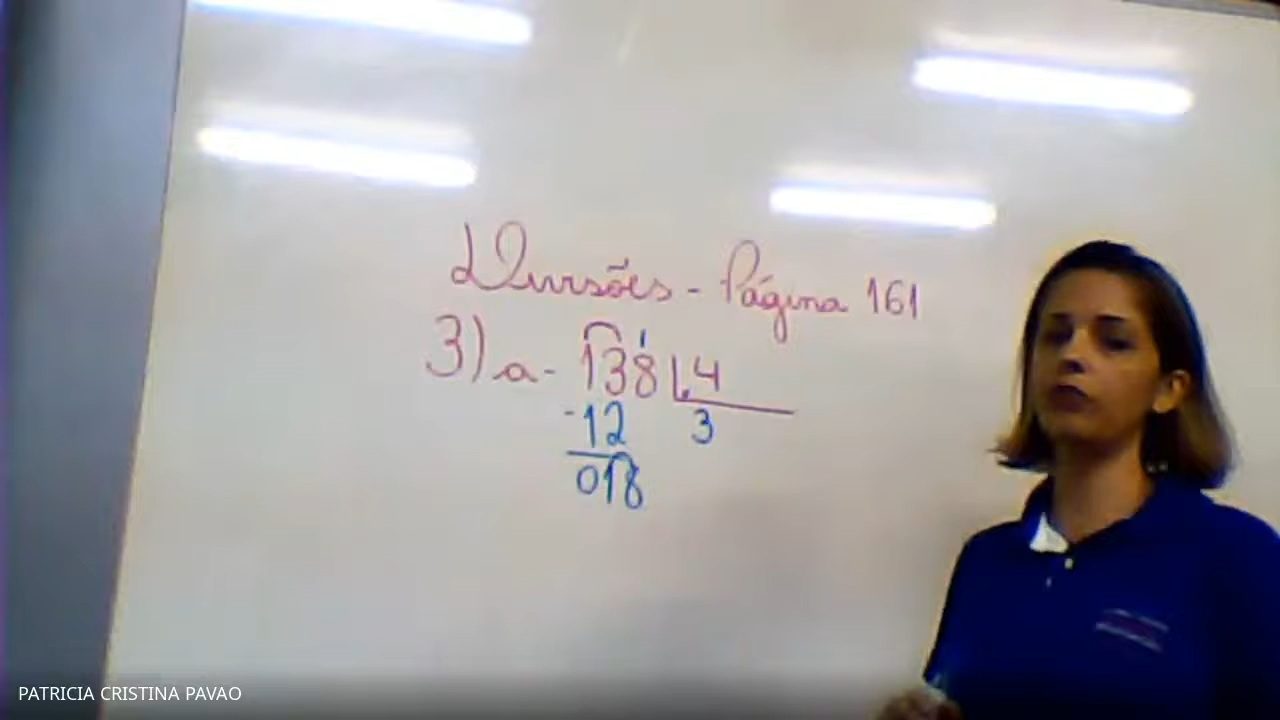 Divisões - Página 161
3) a- 138 4
-12 3
018
PATRICIA CRISTINA PAVAO